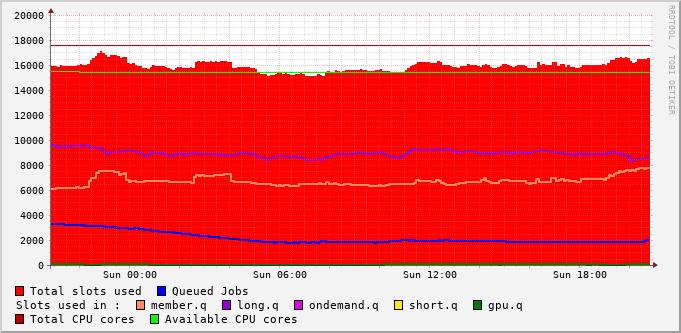 20000
18000
16000
14000
12000
10000
8000
6000
4000
2000
0
Sun 00:00 Sun 06:00 Sun 12:00 Sun 18:00
RRDTOOL / TOBI OETIKER
Total slots used Queued Jobs
Slots used in : member.q long.q ondemand.q short.q gpu.q
Total CPU cores Available CPU cores